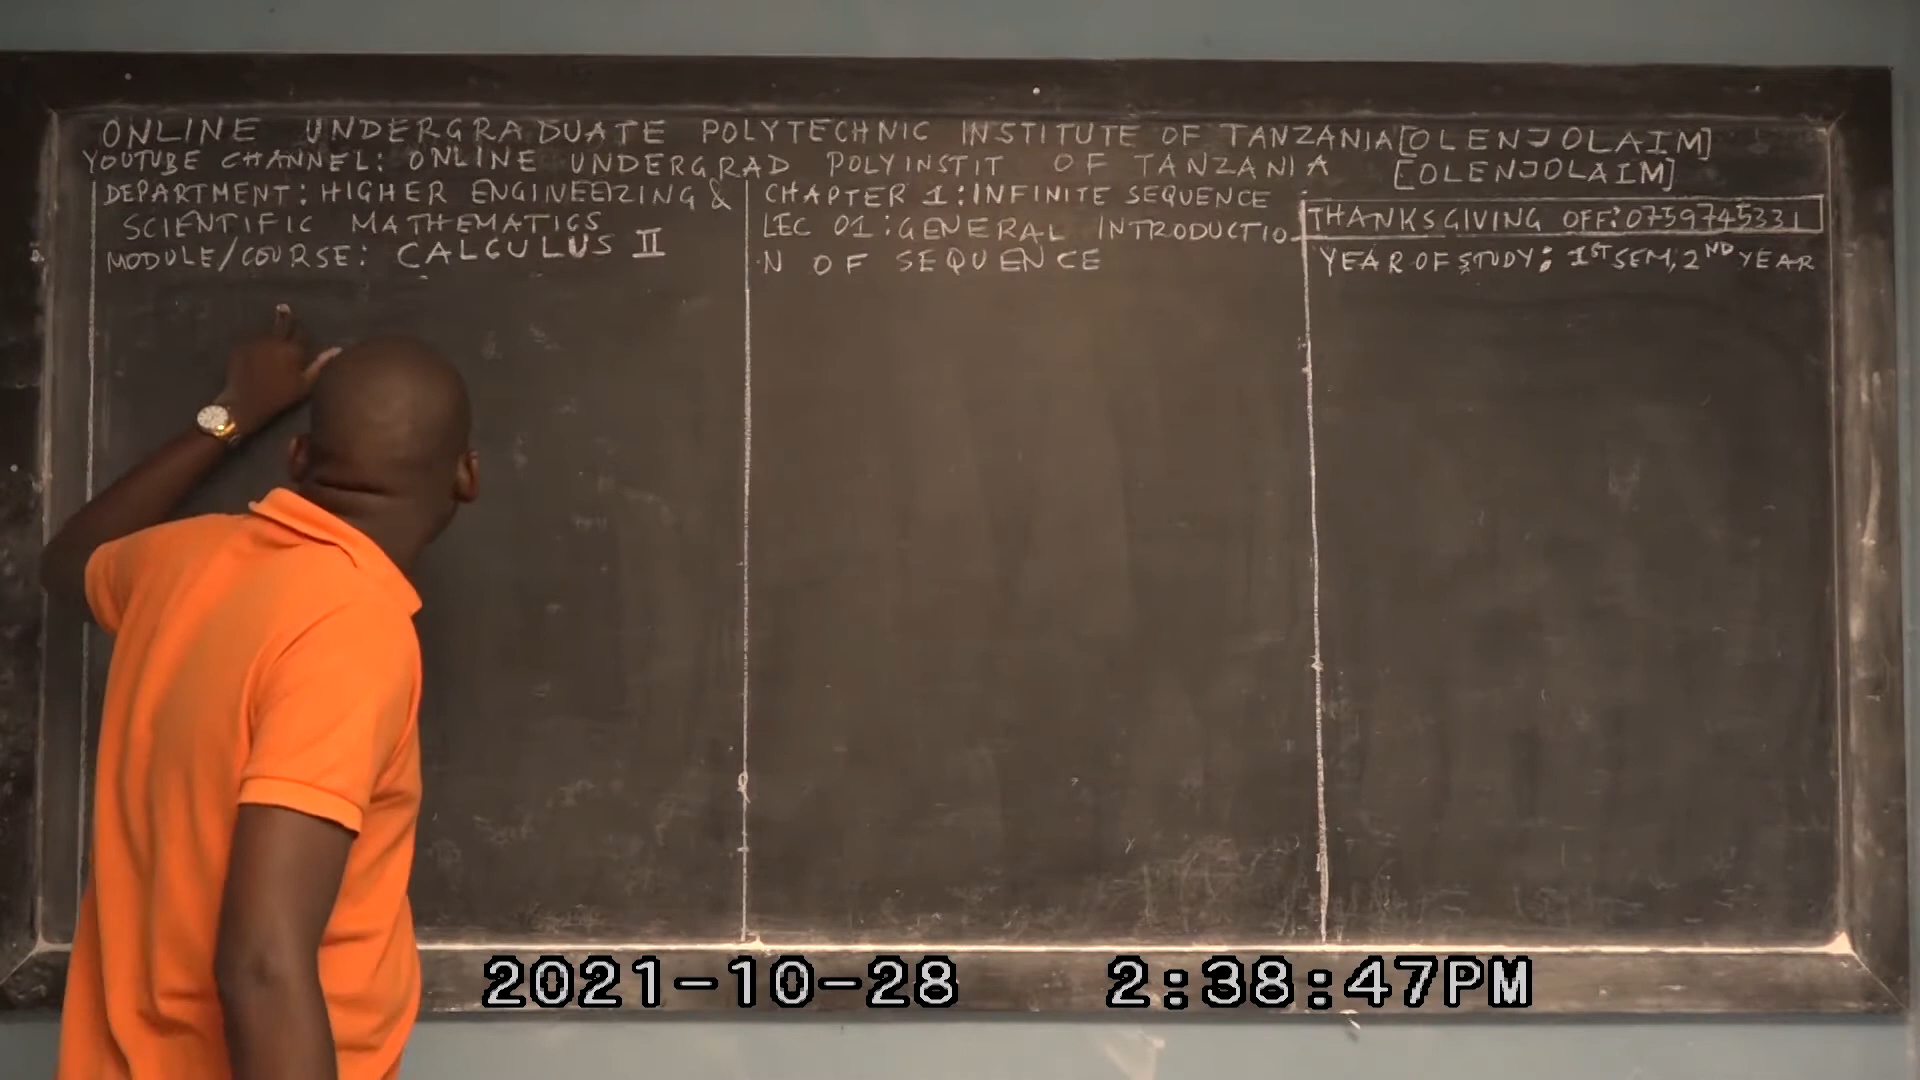 ONLINE UNDERGRADUATE POLYTECHNIC INSTITUTE OF TANZANIA[OLENJOLAIM]
YOUTUBE CHANNEL: ONLINE UNDERGRAD POLYINSTIT OF TANZANIA [OLENJOLAIM]
DEPARTMENT: HIGHER ENGINEERING &
SCIENTIFIC MATHEMATICS
MODULE/COURSE: CALCULUS II
CHAPTER 1: INFINITE SEQUENCE
LEC 01: GENERAL INTRODUCTIO
N OF SEQUENCE
THANKSGIVING OFF: 0759745331
YEAR OF STUDY: 1ST SEM, 2ND YEAR
2021-10-28 2:38:47PM